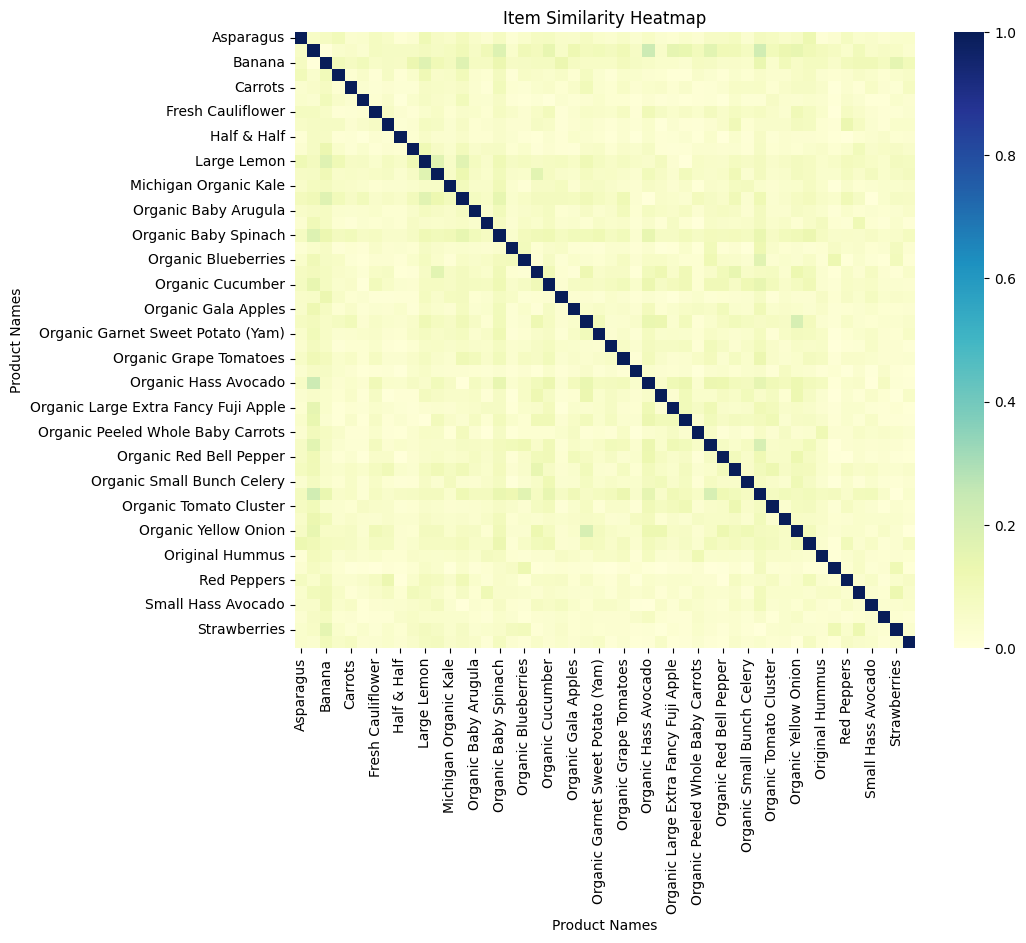 Item Similarity Heatmap
Product Names
Asparagus
Banana
Carrots
Fresh Cauliflower
Half & Half
Large Lemon
Michigan Organic Kale
Organic Baby Arugula
Organic Baby Spinach
Organic Blueberries
Organic Cucumber
Organic Gala Apples
Organic Garnet Sweet Potato (Yam)
Organic Grape Tomatoes
Organic Hass Avocado
Organic Large Extra Fancy Fuji Apple
Organic Peeled Whole Baby Carrots
Organic Red Bell Pepper
Organic Small Bunch Celery
Organic Tomato Cluster
Organic Yellow Onion
Original Hummus
Red Peppers
Small Hass Avocado
Strawberries
1.0
0.8
0.6
0.4
0.2
0.0
Asparagus
Banana
Carrots
Fresh Cauliflower
Half & Half
Large Lemon
Michigan Organic Kale
Organic Baby Arugula
Organic Baby Spinach
Organic Blueberries
Organic Cucumber
Organic Gala Apples
Organic Garnet Sweet Potato (Yam)
Organic Grape Tomatoes
Organic Hass Avocado
Organic Large Extra Fancy Fuji Apple
Organic Peeled Whole Baby Carrots
Organic Red Bell Pepper
Organic Small Bunch Celery
Organic Tomato Cluster
Organic Yellow Onion
Original Hummus
Red Peppers
Small Hass Avocado
Strawberries
Product Names